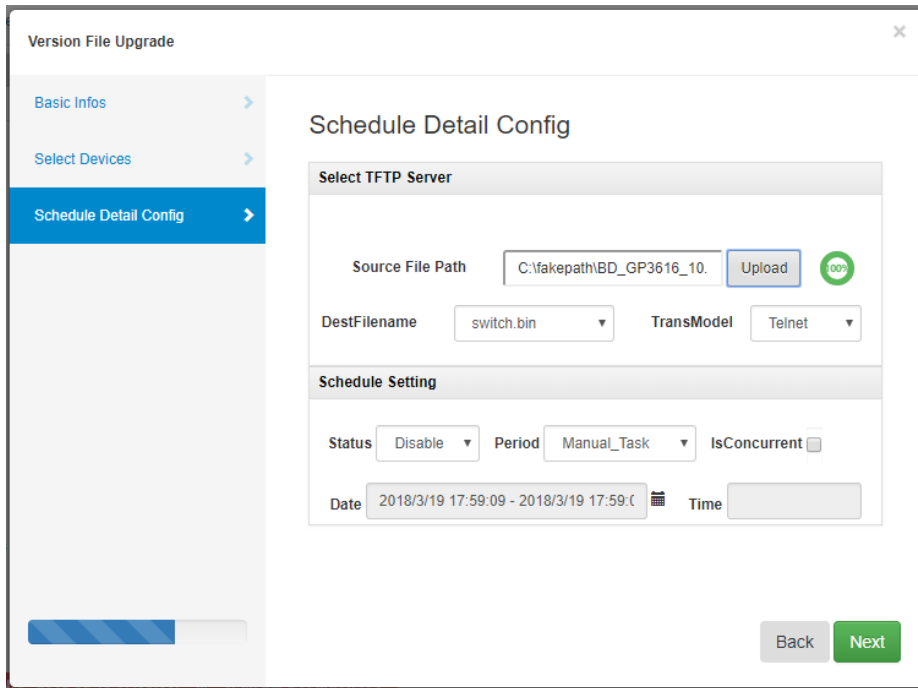 Version File Upgrade
×
Basic Infos
Select Devices
Schedule Detail Config
Schedule Detail Config
Select TFTP Server
Source File Path C:\fakepath\BD_GP3616_10. Upload 100%
DestFilename switch.bin TransModel Telnet
Schedule Setting
Status Disable Period Manual_Task IsConcurrent
Date 2018/3/19 17:59:09 - 2018/3/19 17:59:0 Time
Back Next